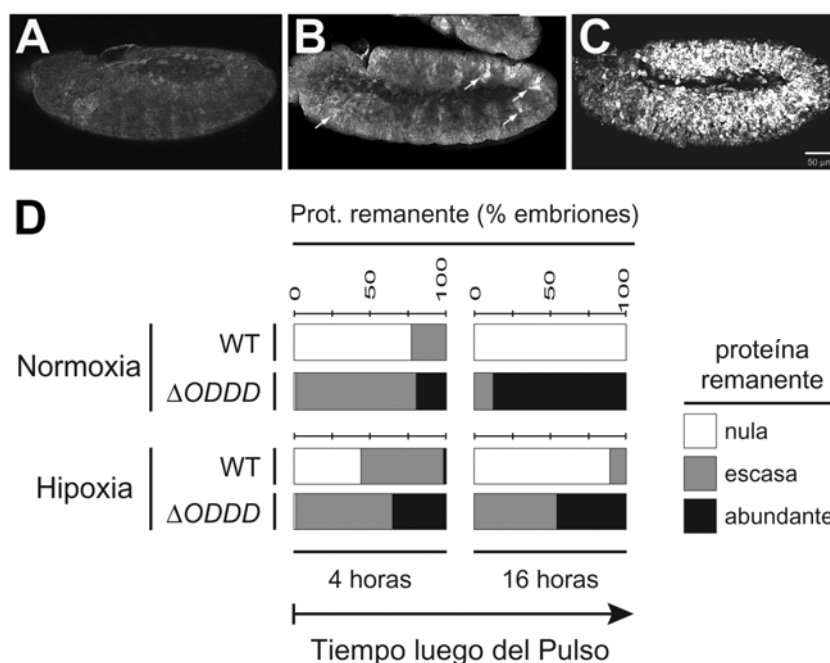 A
B
C
50 µm
D
Prot. remanente (% embriones)
0 50 100 0 50 100
Normoxia
WT
ΔODDD
Hipoxia
WT
ΔODDD
proteína
remanente
nula
escasa
abundante
4 horas 16 horas
Tiempo luego del Pulso